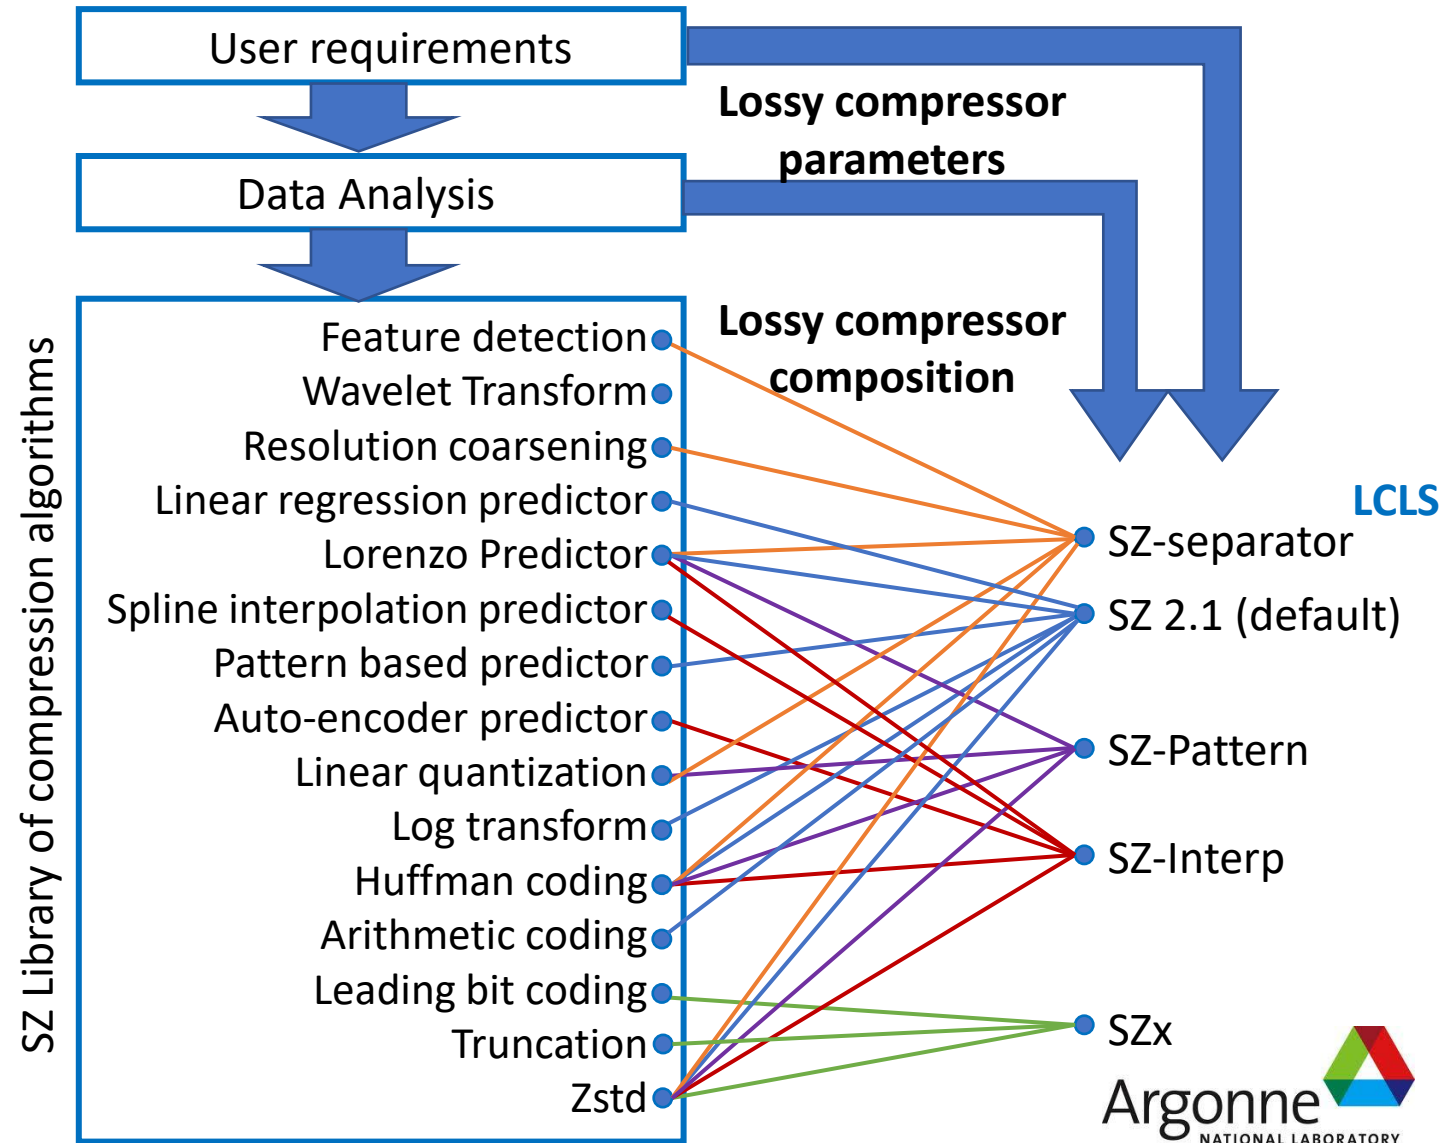 User requirements
Lossy compressor
parameters
Data Analysis
Lossy compressor
composition
SZ Library of compression algorithms
Feature detection
Wavelet Transform
Resolution coarsening
Linear regression predictor
Lorenzo Predictor
Spline interpolation predictor
Pattern based predictor
Auto-encoder predictor
Linear quantization
Log transform
Huffman coding
Arithmetic coding
Leading bit coding
Truncation
Zstd
LCLS
SZ-separator
SZ 2.1 (default)
SZ-Pattern
SZ-Interp
SZx
Argonne
NATIONAL LABORATORY